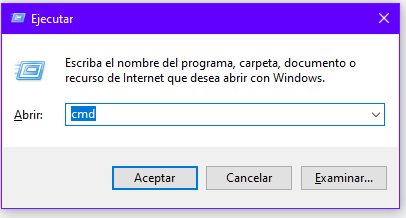 Ejecutar
Escriba el nombre del programa, carpeta, documento o
recurso de Internet que desea abrir con Windows.
Abrir: cmd
Aceptar Cancelar Examinar...